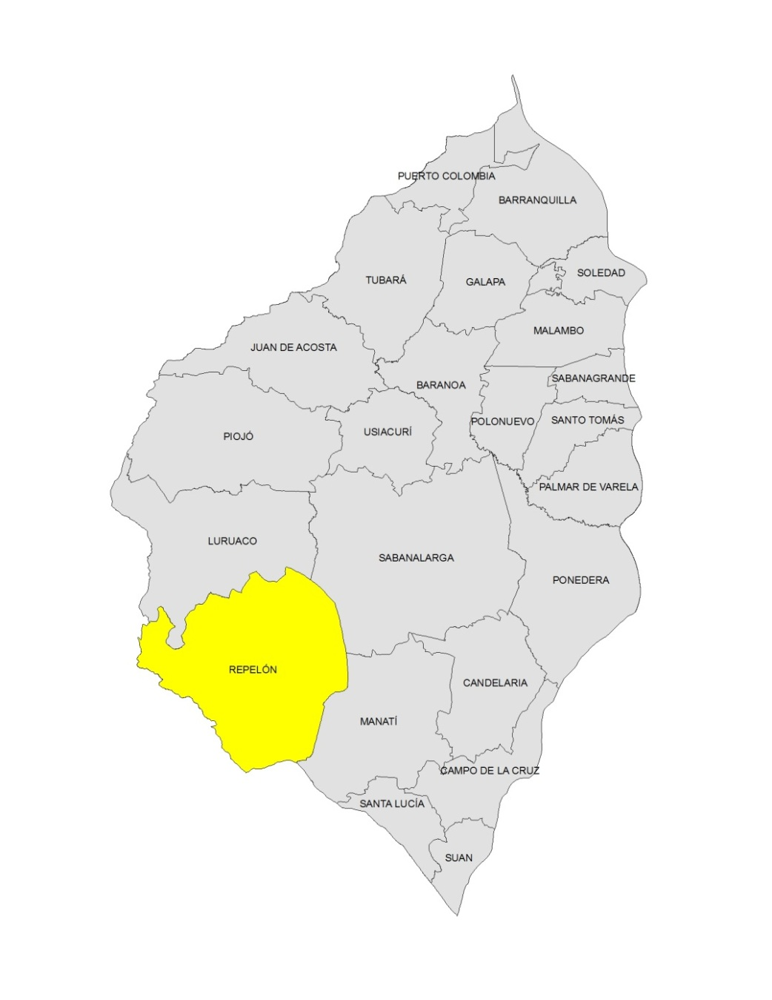 PUERTO COLOMBIA
BARRANQUILLA
SOLEDAD
TUBARÁ
GALAPA
MALAMBO
JUAN DE ACOSTA
SABANAGRANDE
BARANOA
SANTO TOMÁS
POLONUEVO
USIACURÍ
PIOJÓ
PALMAR DE VARELA
LURUACO
SABANALARGA
PONEDERA
REPELÓN
CANDELARIA
MANATÍ
CAMPO DE LA CRUZ
SANTA LUCÍA
SUAN